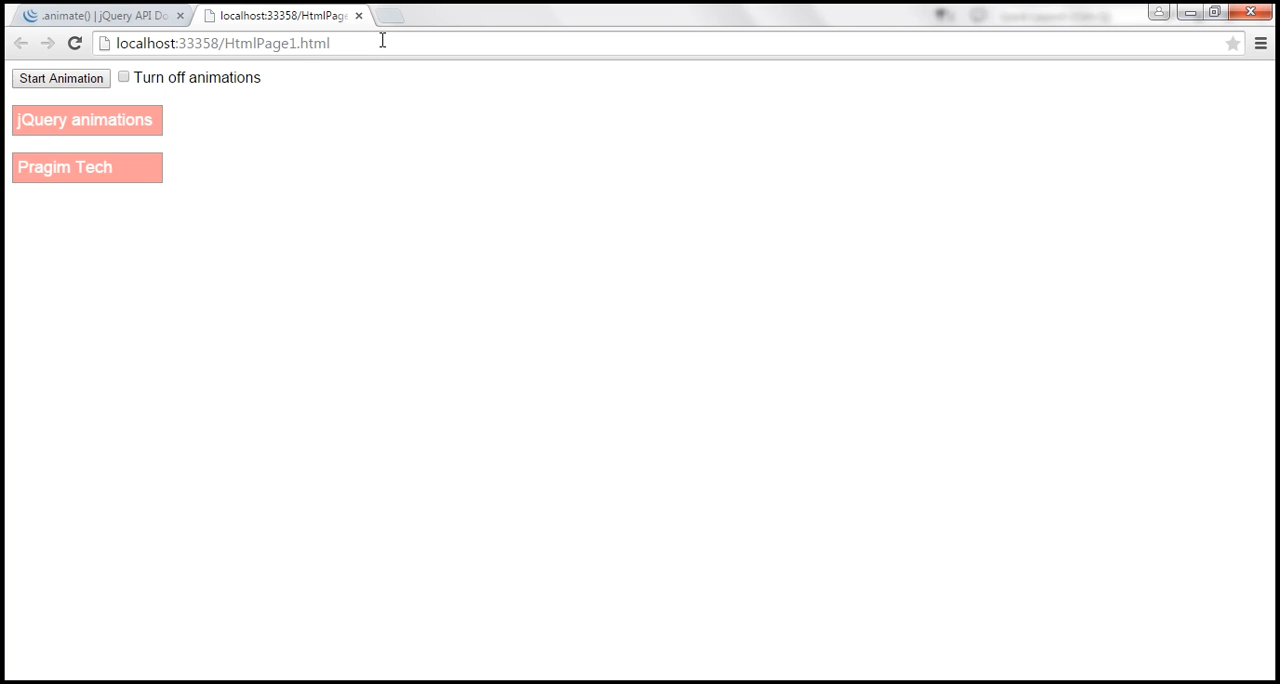 .animate() | jQuery API Do
localhost:33358/HtmlPage
localhost:33358/HtmlPage1.html
Start Animation
Turn off animations
jQuery animations
Pragim Tech